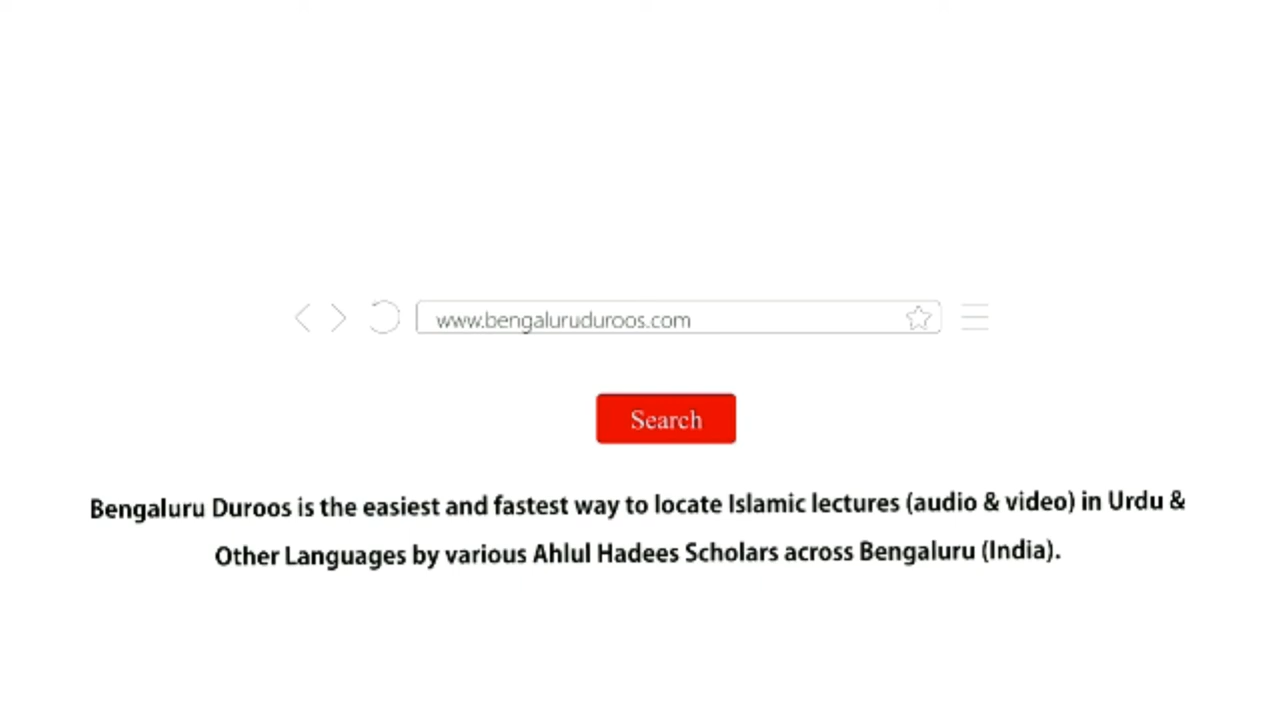 www.bengaluruduroos.com
Search
Bengaluru Duroos is the easiest and fastest way to locate Islamic lectures (audio & video) in Urdu &
Other Languages by various Ahlul Hadees Scholars across Bengaluru (India).